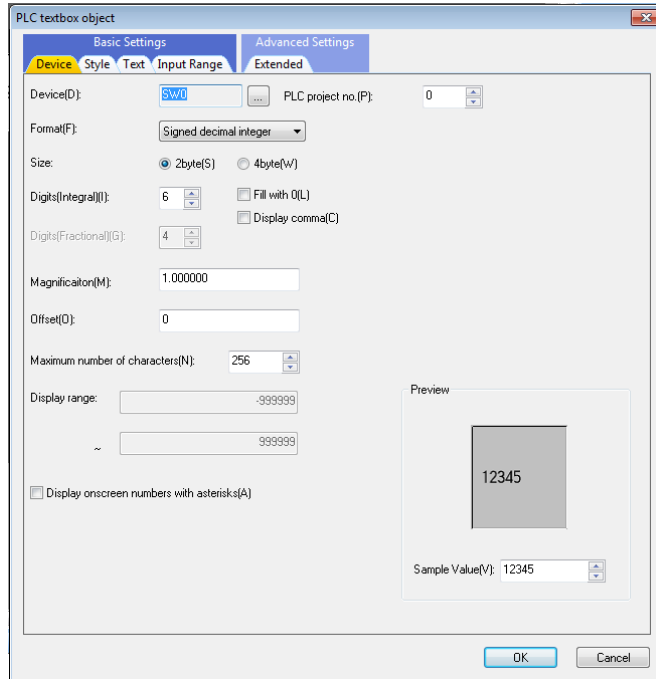 PLC textbox object
Basic Settings Advanced Settings
Device Style Text Input Range Extended
Device(D): SW0 ... PLC project no.(P): 0
Format(F): Signed decimal integer
Size: 2byte(S) 4byte(W)
Digits(Integral)(I): 6 Fill with 0(L)
Display comma(C)
Digits(Fractional)(G): 4
Magnificaiton(M): 1.000000
Offset(O): 0
Maximum number of characters(N): 256
Display range: -999999
~ 999999
Display onscreen numbers with asterisks(A)
Preview
12345
Sample Value(V): 12345
OK Cancel